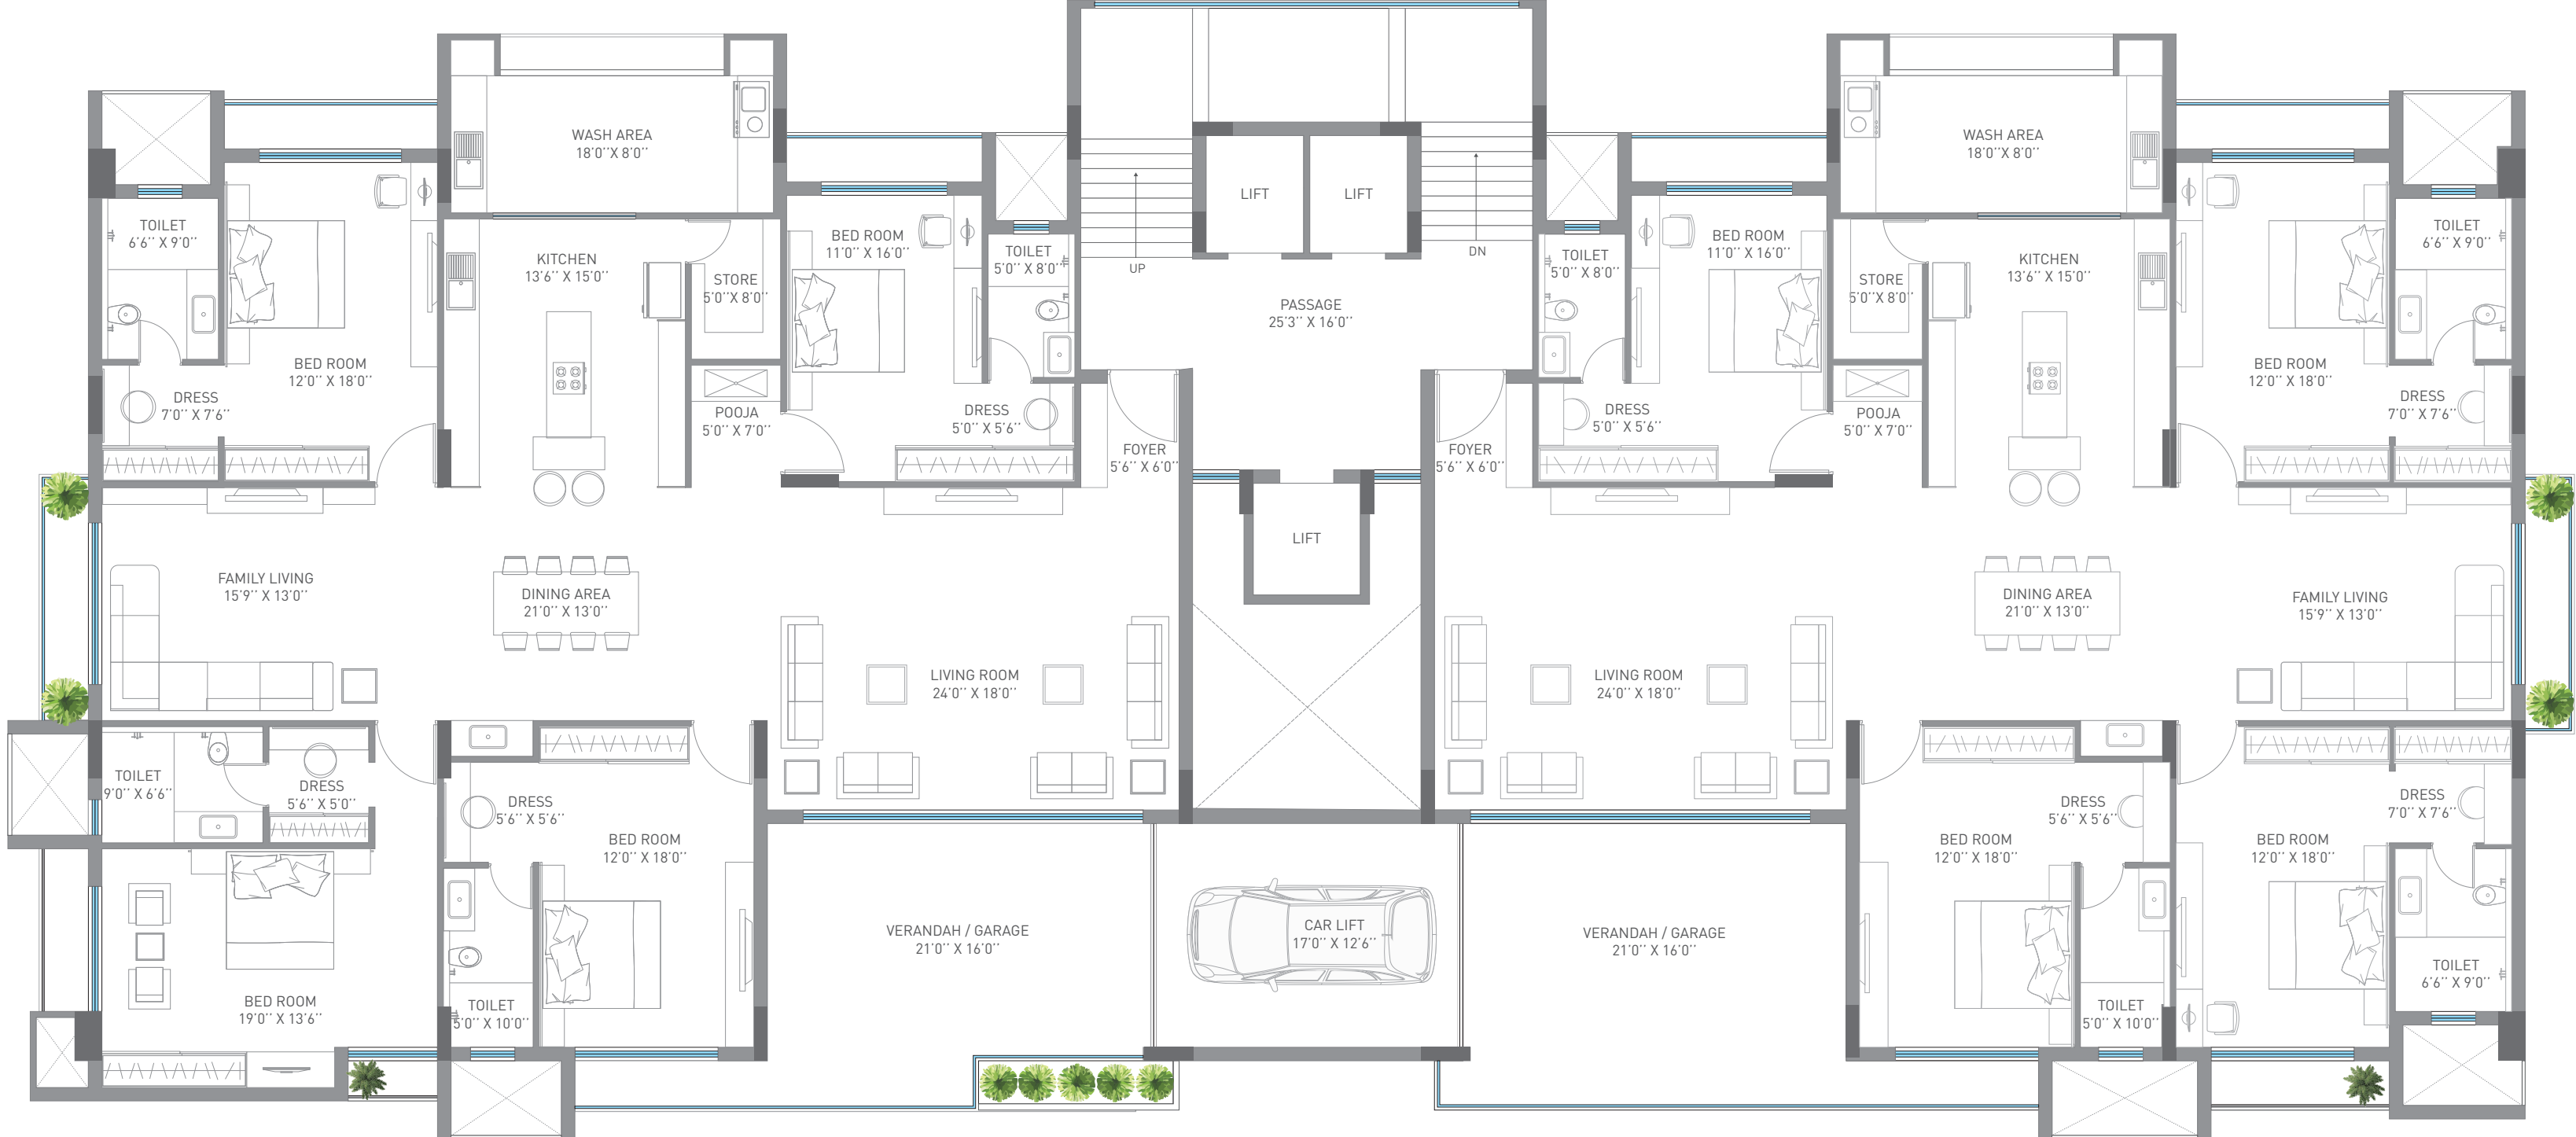 WASH AREA
18'0''X 8'0''
WASH AREA
18'0''X 8'0''
TOILET
6'6'' X 9'0''
BED ROOM
12'0'' X 18'0''
DRESS
7'0'' X 7'6''
KITCHEN
13'6'' X 15'0''
STORE
5'0''X 8'0''
POOJA
5'0'' X 7'0''
BED ROOM
11'0'' X 16'0''
TOILET
5'0'' X 8'0''
DRESS
5'0'' X 5'6''
UP
LIFT
LIFT
DN
PASSAGE
25'3'' X 16'0''
FOYER
5'6'' X 6'0''
FOYER
5'6'' X 6'0''
LIFT
TOILET
5'0'' X 8'0''
BED ROOM
11'0'' X 16'0''
DRESS
5'0'' X 5'6''
STORE
5'0''X 8'0''
POOJA
5'0'' X 7'0''
KITCHEN
13'6'' X 15'0''
BED ROOM
12'0'' X 18'0''
TOILET
6'6'' X 9'0''
DRESS
7'0'' X 7'6''
FAMILY LIVING
15'9'' X 13'0''
DINING AREA
21'0'' X 13'0''
LIVING ROOM
24'0'' X 18'0''
LIVING ROOM
24'0'' X 18'0''
DINING AREA
21'0'' X 13'0''
FAMILY LIVING
15'9'' X 13'0''
TOILET
9'0'' X 6'6''
DRESS
5'6'' X 5'0''
BED ROOM
19'0'' X 13'6''
DRESS
5'6'' X 5'6''
BED ROOM
12'0'' X 18'0''
TOILET
5'0'' X 10'0''
VERANDAH / GARAGE
21'0'' X 16'0''
CAR LIFT
17'0'' X 12'6''
VERANDAH / GARAGE
21'0'' X 16'0''
BED ROOM
12'0'' X 18'0''
DRESS
5'6'' X 5'6''
TOILET
5'0'' X 10'0''
BED ROOM
12'0'' X 18'0''
DRESS
7'0'' X 7'6''
TOILET
6'6'' X 9'0''